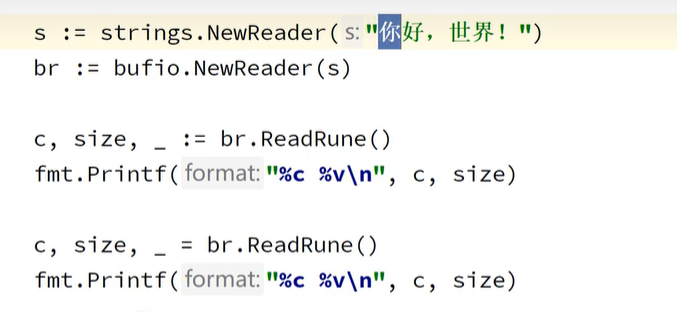 s := strings.NewReader( s: "你好，世界！")
br := bufio.NewReader(s)
c, size, _ := br.ReadRune()
fmt.Printf( format: "%c %v\n", c, size)
c, size, _ = br.ReadRune()
fmt.Printf( format: "%c %v\n", c, size)